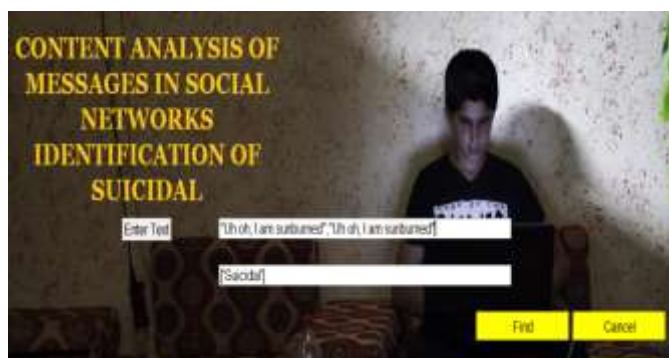 CONTENT ANALYSIS OF
MESSAGES IN SOCIAL
NETWORKS
IDENTIFICATION OF
SUICIDAL
Enter Text
"Uh oh, I am sunburned","Uh oh, I am sunburned"
['Suicidal']
Find
Cancel